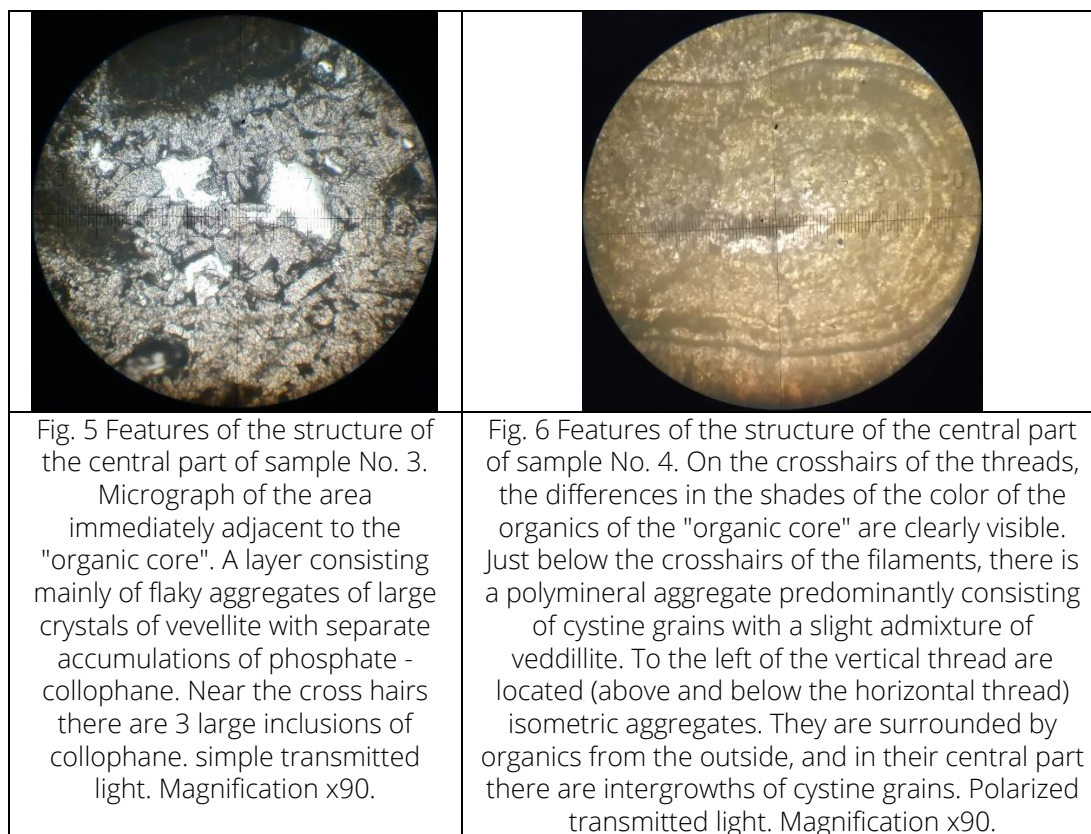 Fig. 5 Features of the structure of
the central part of sample No. 3.
Micrograph of the area
immediately adjacent to the
"organic core". A layer consisting
mainly of flaky aggregates of large
crystals of vevellite with separate
accumulations of phosphate -
collophane. Near the cross hairs
there are 3 large inclusions of
collophane. simple transmitted
light. Magnification x90.
Fig. 6 Features of the structure of the central part
of sample No. 4. On the crosshairs of the threads,
the differences in the shades of the color of the
organics of the "organic core" are clearly visible.
Just below the crosshairs of the filaments, there is
a polymineral aggregate predominantly consisting
of cystine grains with a slight admixture of
veddillite. To the left of the vertical thread are
located (above and below the horizontal thread)
isometric aggregates. They are surrounded by
organics from the outside, and in their central part
there are intergrowths of cystine grains. Polarized
transmitted light. Magnification x90.